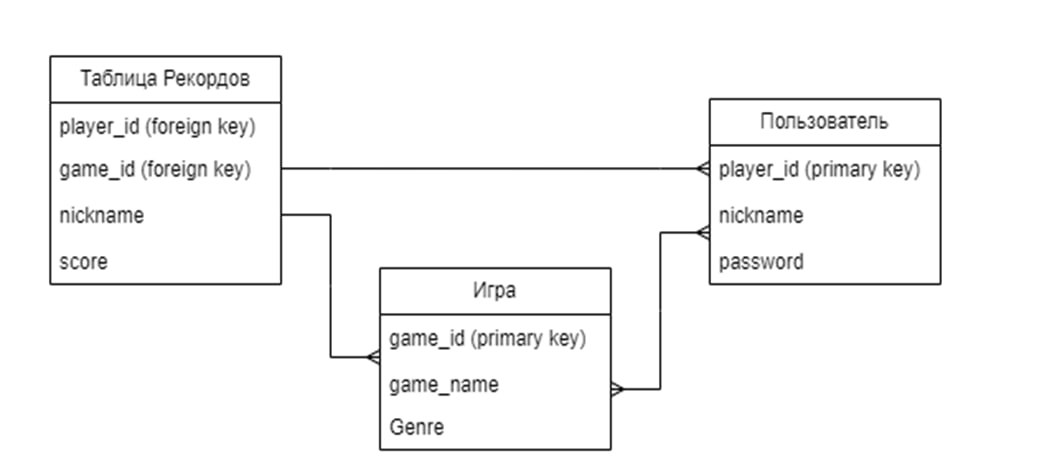 Таблица Рекордов
player_id (foreign key)
game_id (foreign key)
nickname
score
Пользователь
player_id (primary key)
nickname
password
Игра
game_id (primary key)
game_name
Genre